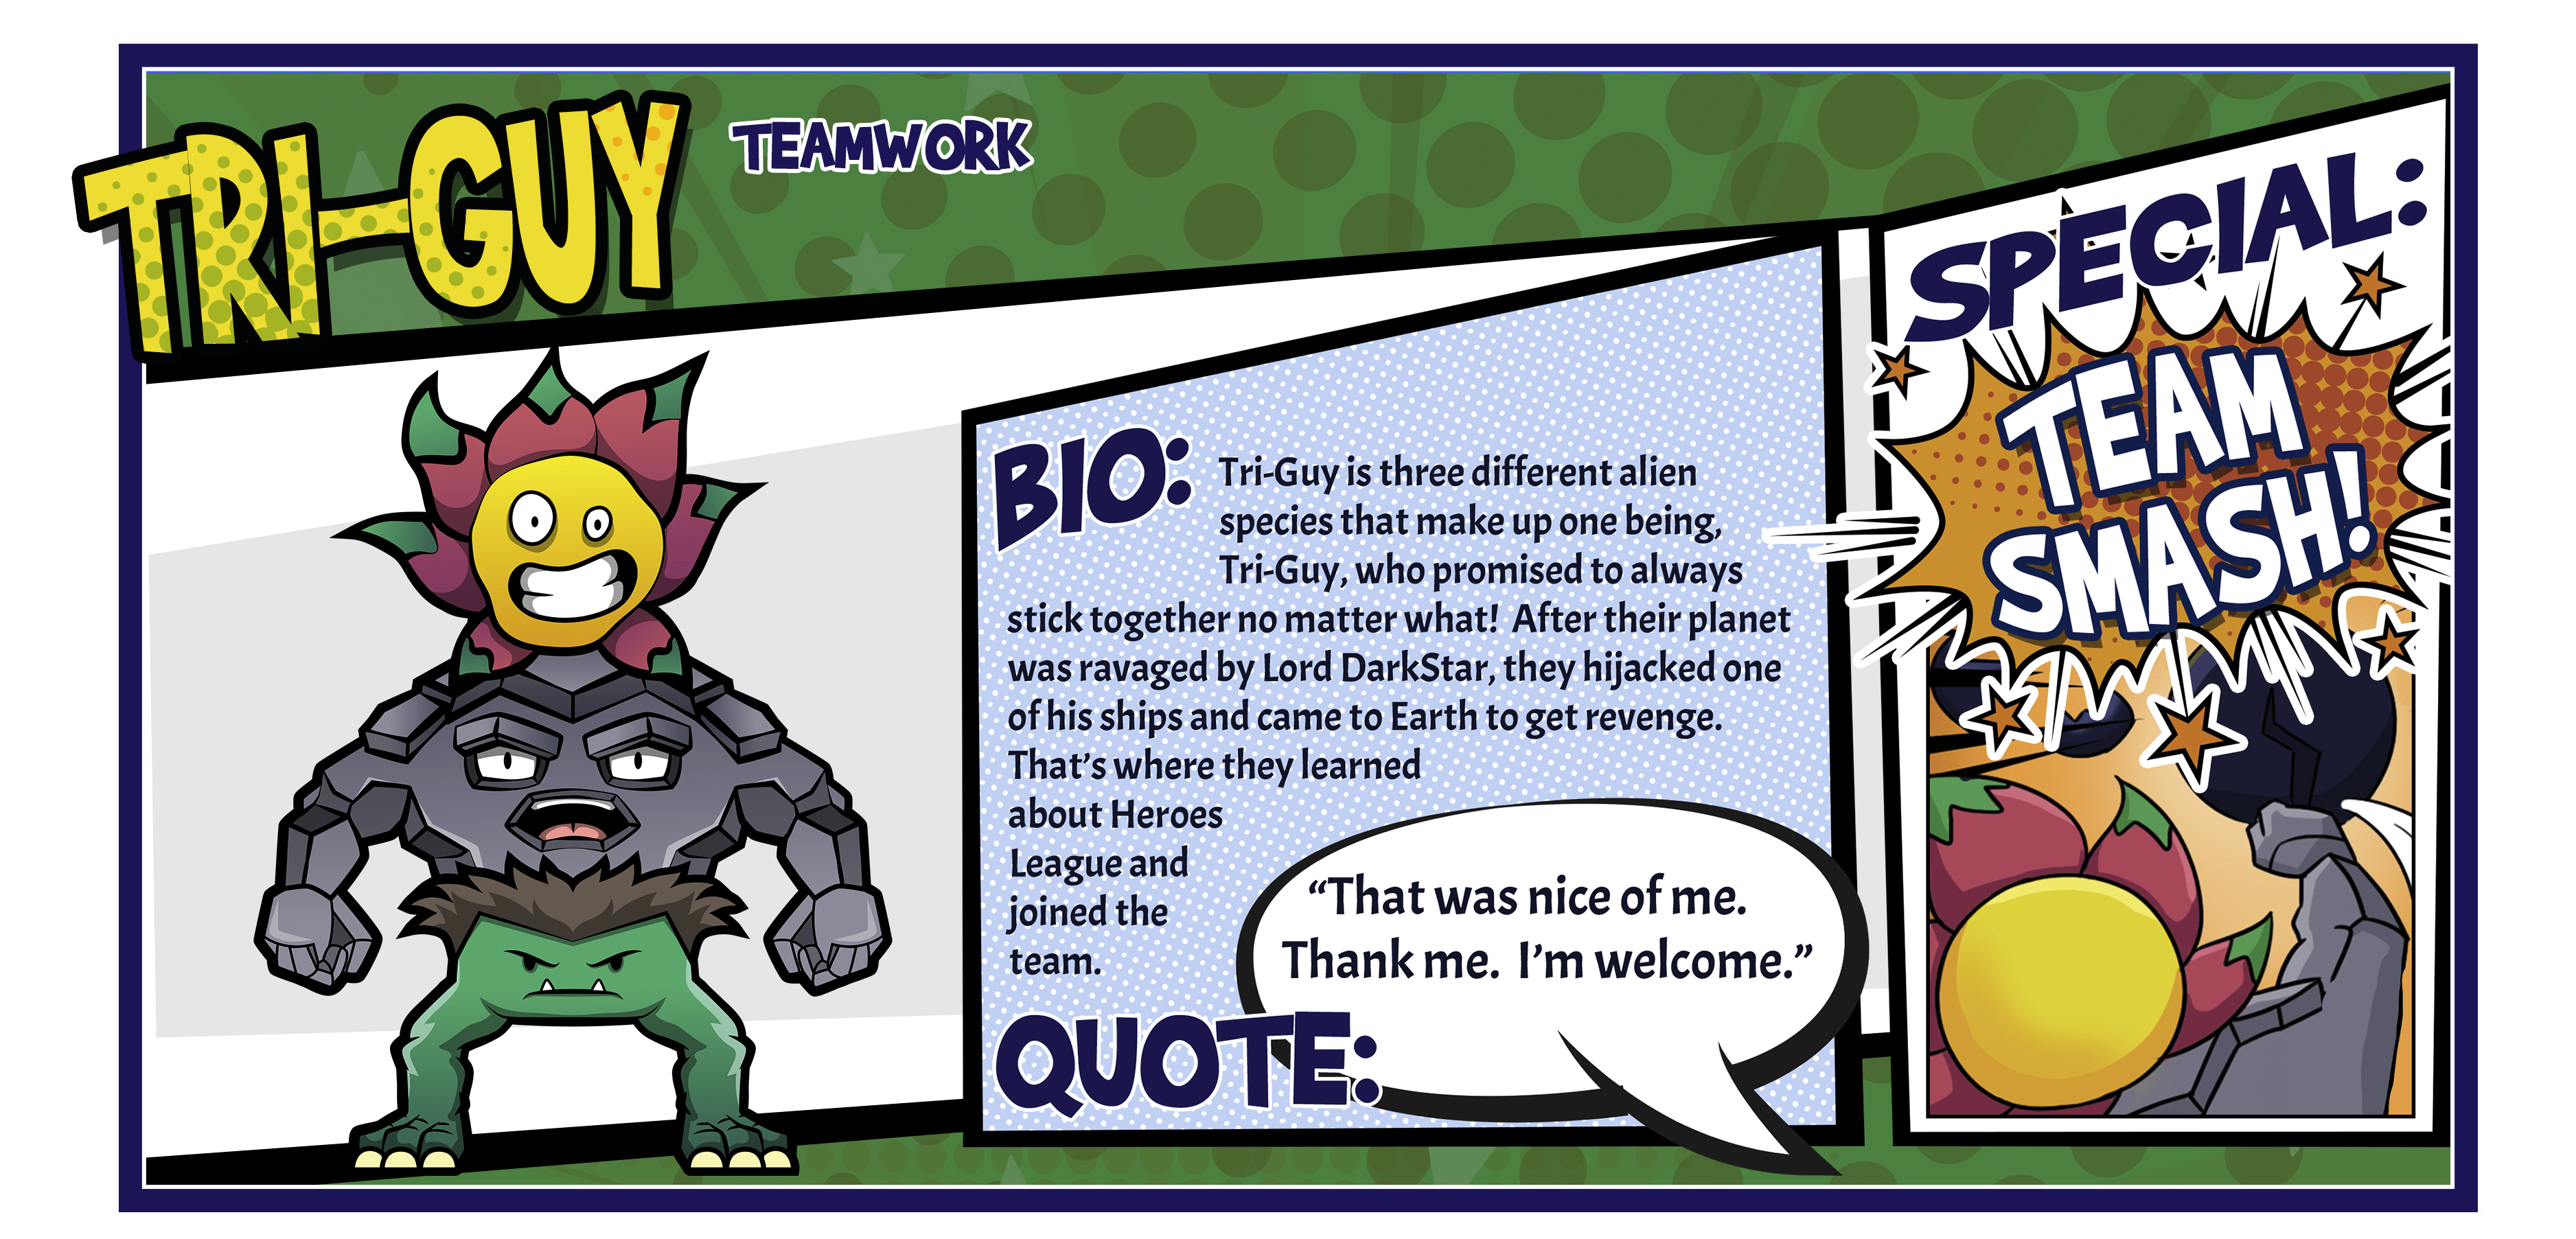 TRI-GUY
TEAMWORK
BIO:
Tri-Guy is three different alien
species that make up one being,
Tri-Guy, who promised to always
stick together no matter what!  After their planet
was ravaged by Lord DarkStar, they hijacked one
of his ships and came to Earth to get revenge.
That’s where they learned
about Heroes
League and
joined the
team.
QUOTE:
“That was nice of me.
Thank me.  I’m welcome.”
SPECIAL:
TEAM
SMASH!